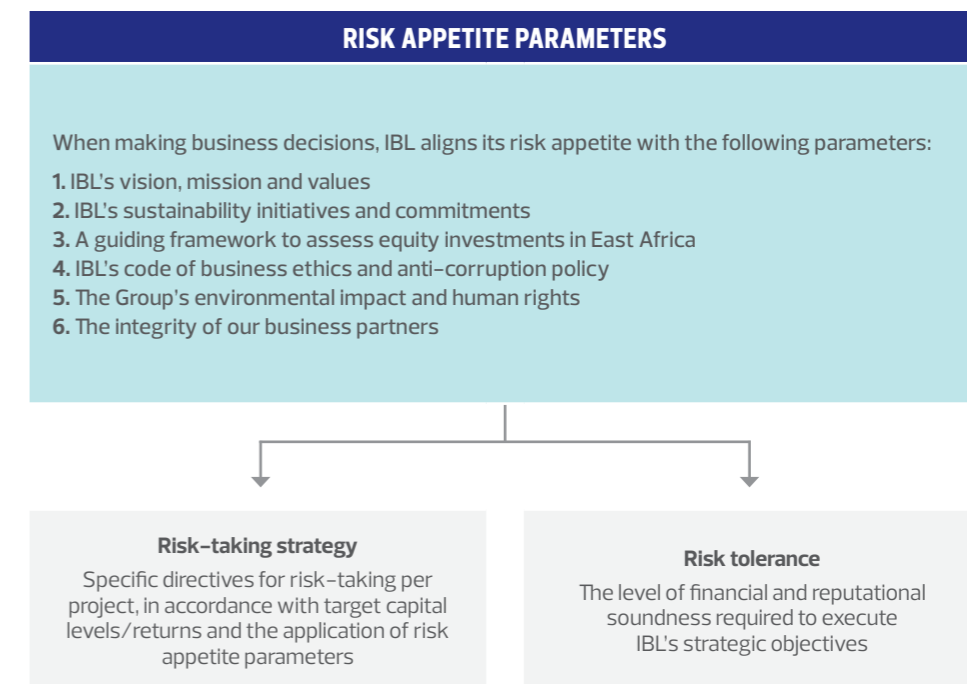 RISK APPETITE PARAMETERS
When making business decisions, IBL aligns its risk appetite with the following parameters:
1. IBL's vision, mission and values
2. IBL's sustainability initiatives and commitments
3. A guiding framework to assess equity investments in East Africa
4. IBL's code of business ethics and anti-corruption policy
5. The Group's environmental impact and human rights
6. The integrity of our business partners
Risk-taking strategy
Specific directives for risk-taking per
project, in accordance with target capital
levels/returns and the application of risk
appetite parameters
Risk tolerance
The level of financial and reputational
soundness required to execute
IBL's strategic objectives